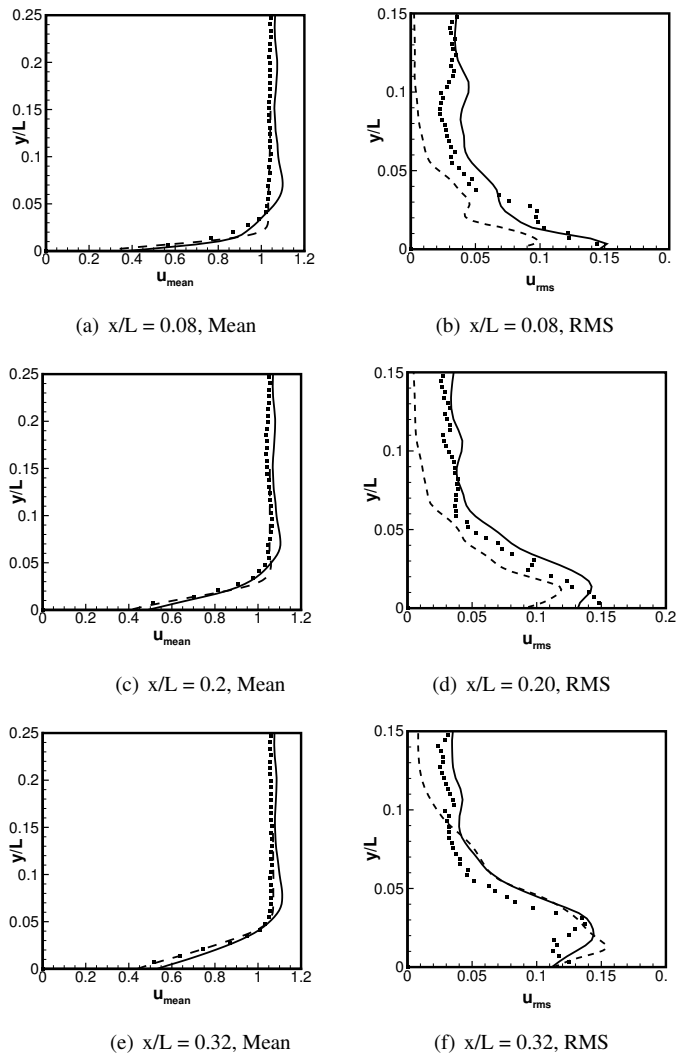 0.25
0.2
0.15
0.1
0.05
0
y/L
0 0.2 0.4 0.6 0.8 1 1.2
u_mean
(a) x/L = 0.08, Mean
0.15
0.1
0.05
0
y/L
0 0.05 0.1 0.15 0.
u_rms
(b) x/L = 0.08, RMS
0.25
0.2
0.15
0.1
0.05
0
y/L
0 0.2 0.4 0.6 0.8 1 1.2
u_mean
(c) x/L = 0.2, Mean
0.15
0.1
0.05
0
y/L
0 0.05 0.1 0.15 0.2
u_rms
(d) x/L = 0.20, RMS
0.25
0.2
0.15
0.1
0.05
0
y/L
0 0.2 0.4 0.6 0.8 1 1.2
u_mean
(e) x/L = 0.32, Mean
0.15
0.1
0.05
0
y/L
0 0.05 0.1 0.15 0.
u_rms
(f) x/L = 0.32, RMS